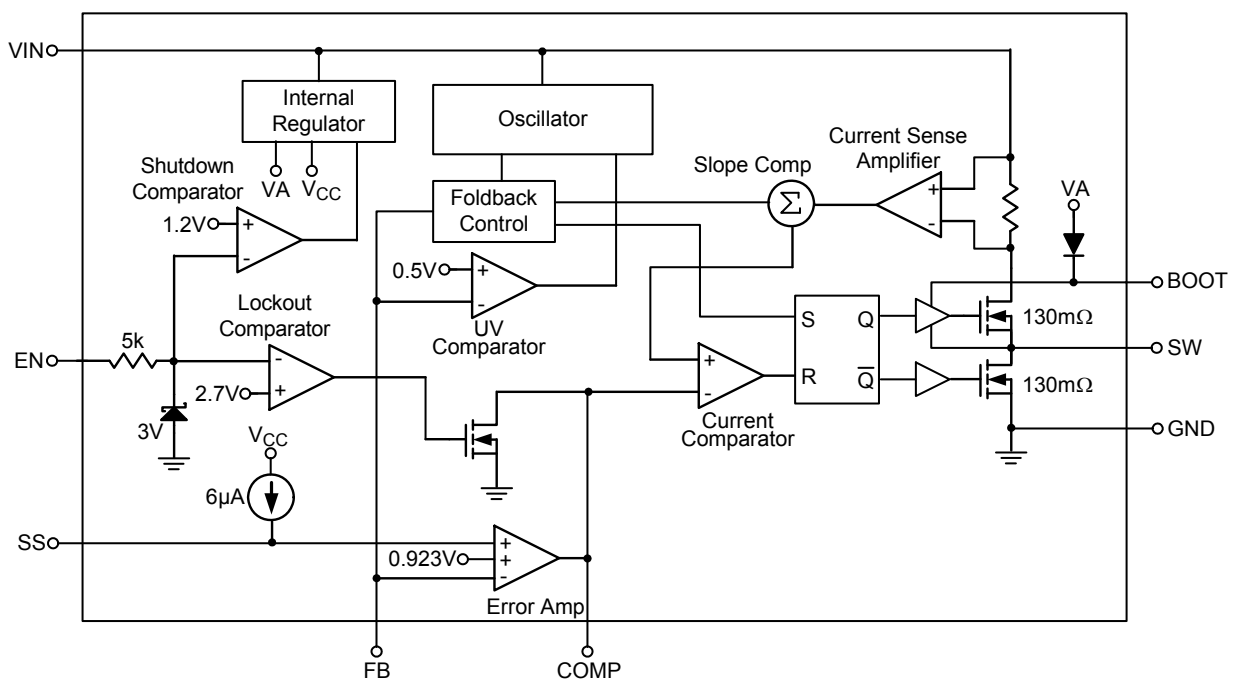 VIN
Internal
Regulator
Oscillator
VA
VCC
Shutdown
Comparator
1.2V
+
-
Foldback
Control
Slope Comp
Σ
Current Sense
Amplifier
+
-
VA
BOOT
0.5V
+
-
UV
Comparator
Lockout
Comparator
EN
5k
-
+
2.7V
3V
S
Q
R
Q̅
+
-
Current
Comparator
130mΩ
SW
130mΩ
GND
VCC
6µA
SS
0.923V
+
+
-
Error Amp
FB
COMP